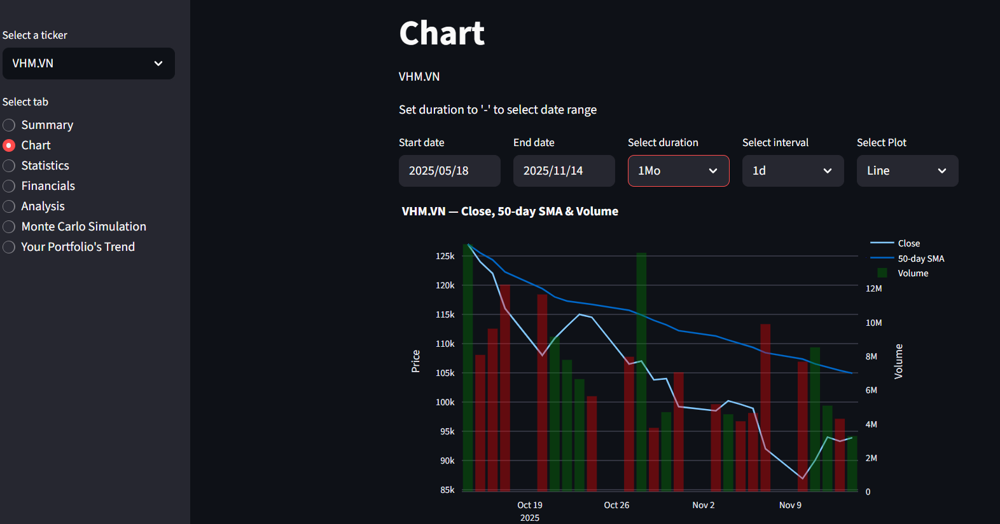 Select a ticker
VHM.VN
Select tab
Summary
Chart
Statistics
Financials
Analysis
Monte Carlo Simulation
Your Portfolio's Trend
Chart
VHM.VN
Set duration to '-' to select date range
Start date End date Select duration Select interval Select Plot
2025/05/18 2025/11/14 1Mo 1d Line
VHM.VN — Close, 50-day SMA & Volume
Close
50-day SMA
Volume
125k
120k
115k
110k
105k
100k
95k
90k
85k
Price
12M
10M
8M
6M
4M
2M
0
Volume
Oct 19 Oct 26 Nov 2 Nov 9
2025